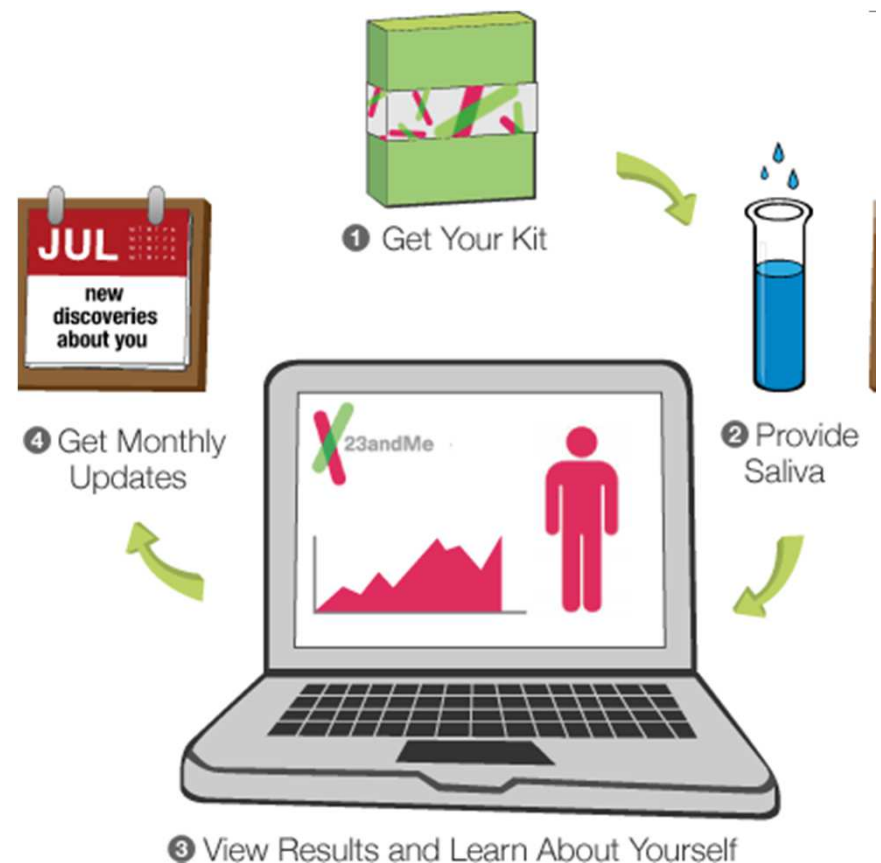 ❶ Get Your Kit
❷ Provide
Saliva
23andMe
❸ View Results and Learn About Yourself
JUL
new
discoveries
about you
❹ Get Monthly
Updates